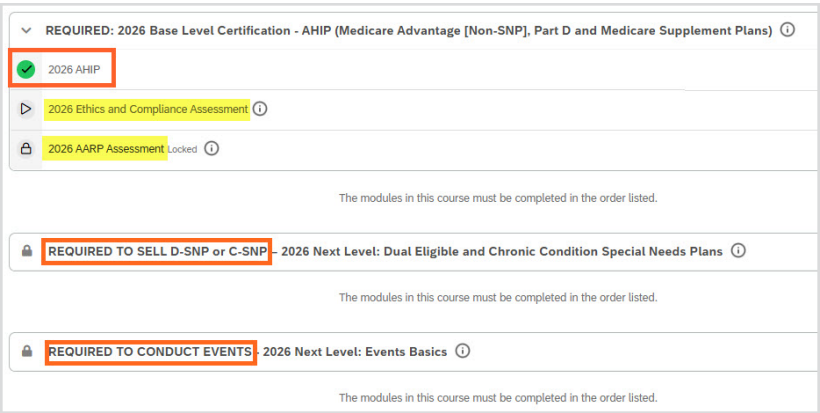 REQUIRED: 2026 Base Level Certification - AHIP (Medicare Advantage [Non-SNP], Part D and Medicare Supplement Plans)
2026 AHIP
2026 Ethics and Compliance Assessment
2026 AARP Assessment Locked
The modules in this course must be completed in the order listed.
REQUIRED TO SELL D-SNP or C-SNP – 2026 Next Level: Dual Eligible and Chronic Condition Special Needs Plans
The modules in this course must be completed in the order listed.
REQUIRED TO CONDUCT EVENTS - 2026 Next Level: Events Basics
The modules in this course must be completed in the order listed.